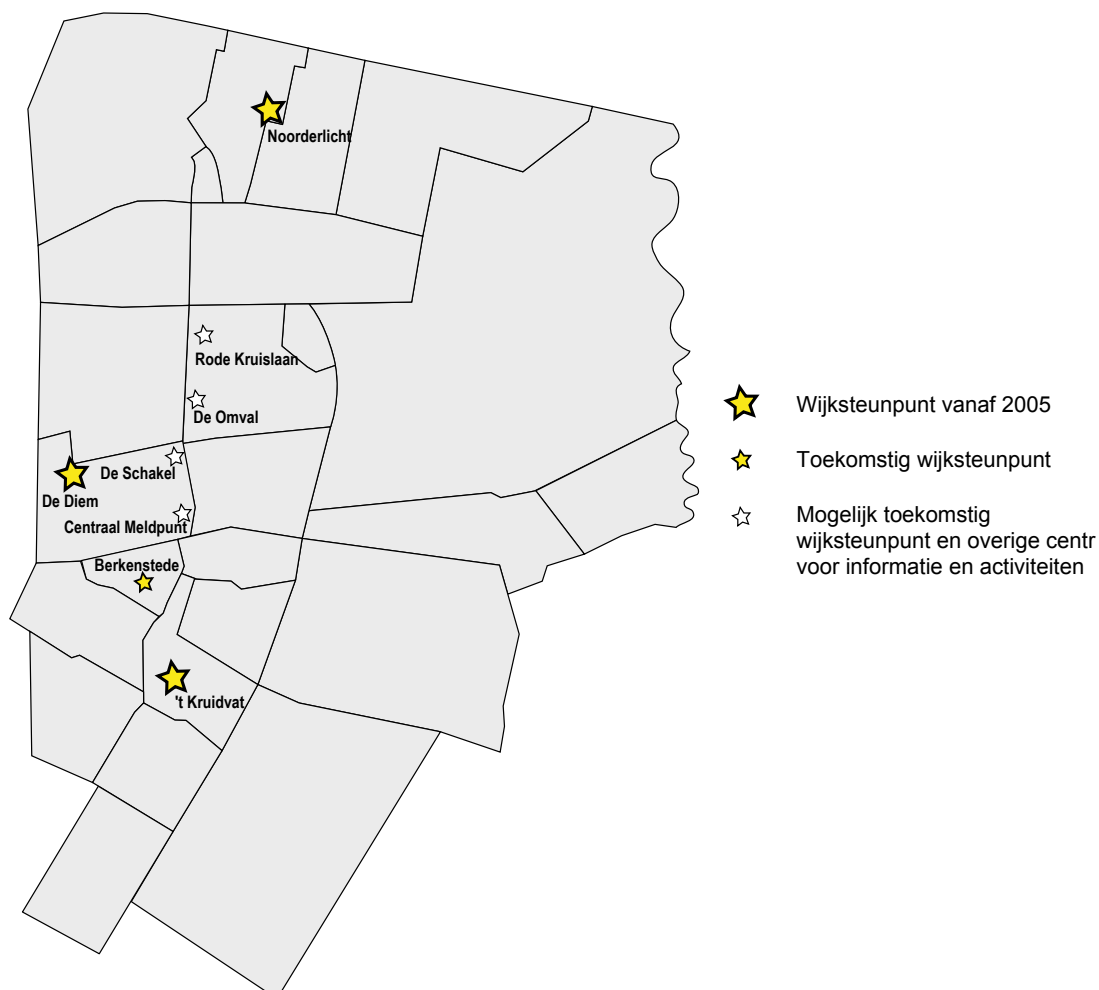 Noorderlicht
Rode Kruislaan
De Omval
De Schakel
De Diem
Centraal Meldpunt
Berkenstede
't Kruidvat
Wijksteunpunt vanaf 2005
Toekomstig wijksteunpunt
Mogelijk toekomstig
wijksteunpunt en overige centr
voor informatie en activiteiten